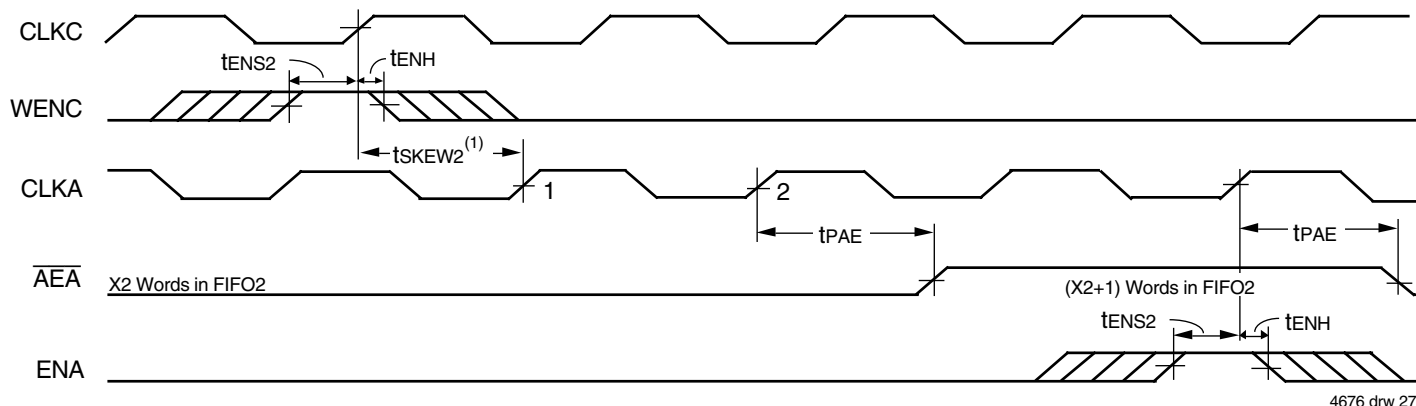 CLKC
tENS2
tENH
WENC
tSKEW2(1)
CLKA
1
2
tPAE
tPAE
AEA
X2 Words in FIFO2
(X2+1) Words in FIFO2
tENS2
tENH
ENA
4676 drw 27